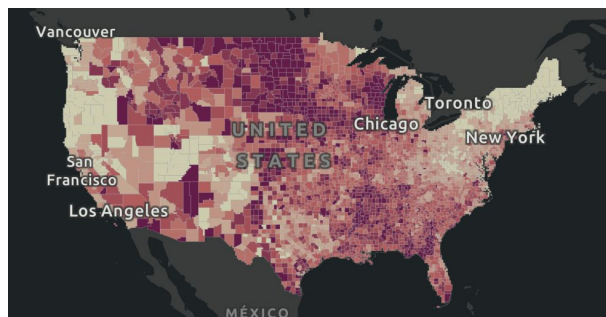 Vancouver
Toronto
UNITED
Chicago
New York
STATES
San
Francisco
Los Angeles
MÉXICO